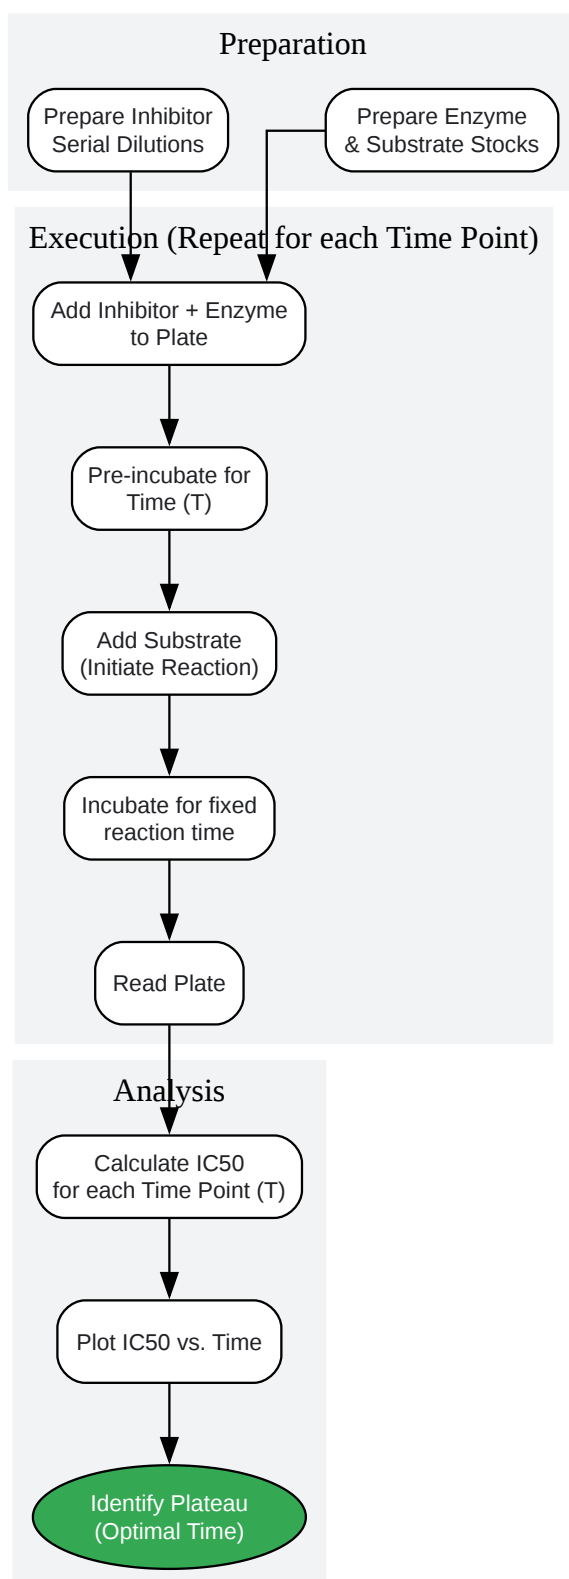 Preparation
Prepare Inhibitor
Serial Dilutions
Prepare Enzyme
& Substrate Stocks
Execution (Repeat for each Time Point)
Add Inhibitor + Enzyme
to Plate
Pre-incubate for
Time (T)
Add Substrate
(Initiate Reaction)
Incubate for fixed
reaction time
Read Plate
Analysis
Calculate IC50
for each Time Point (T)
Plot IC50 vs. Time
Identify Plateau
(Optimal Time)